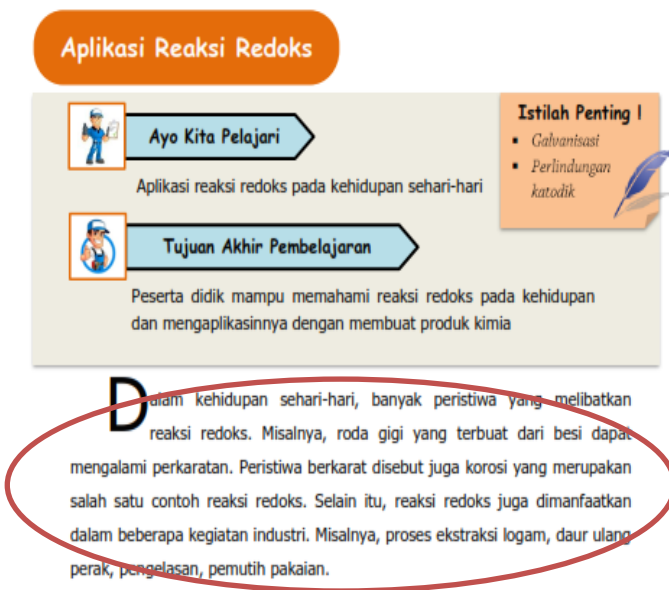 Aplikasi Reaksi Redoks
Ayo Kita Pelajari
Aplikasi reaksi redoks pada kehidupan sehari-hari
Istilah Penting !
▪ Galvanisasi
▪ Perlindungan
katodik
Tujuan Akhir Pembelajaran
Peserta didik mampu memahami reaksi redoks pada kehidupan
dan mengaplikasinnya dengan membuat produk kimia
Dalam kehidupan sehari-hari, banyak peristiwa yang melibatkan
reaksi redoks. Misalnya, roda gigi yang terbuat dari besi dapat
mengalami perkaratan. Peristiwa berkarat disebut juga korosi yang merupakan
salah satu contoh reaksi redoks. Selain itu, reaksi redoks juga dimanfaatkan
dalam beberapa kegiatan industri. Misalnya, proses ekstraksi logam, daur ulang
perak, pengelasan, pemutih pakaian.